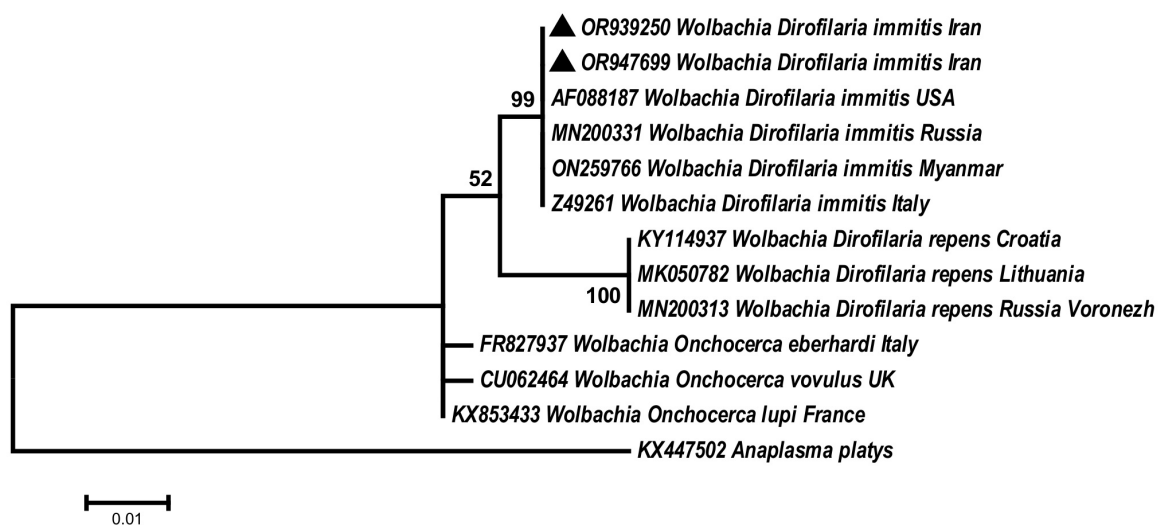 OR939250 Wolbachia Dirofilaria immitis Iran
OR947699 Wolbachia Dirofilaria immitis Iran
99
AF088187 Wolbachia Dirofilaria immitis USA
MN200331 Wolbachia Dirofilaria immitis Russia
ON259766 Wolbachia Dirofilaria immitis Myanmar
52
Z49261 Wolbachia Dirofilaria immitis Italy
KY114937 Wolbachia Dirofilaria repens Croatia
MK050782 Wolbachia Dirofilaria repens Lithuania
100
MN200313 Wolbachia Dirofilaria repens Russia Voronezh
FR827937 Wolbachia Onchocerca eberhardi Italy
CU062464 Wolbachia Onchocerca vovulus UK
KX853433 Wolbachia Onchocerca lupi France
KX447502 Anaplasma platys
0.01